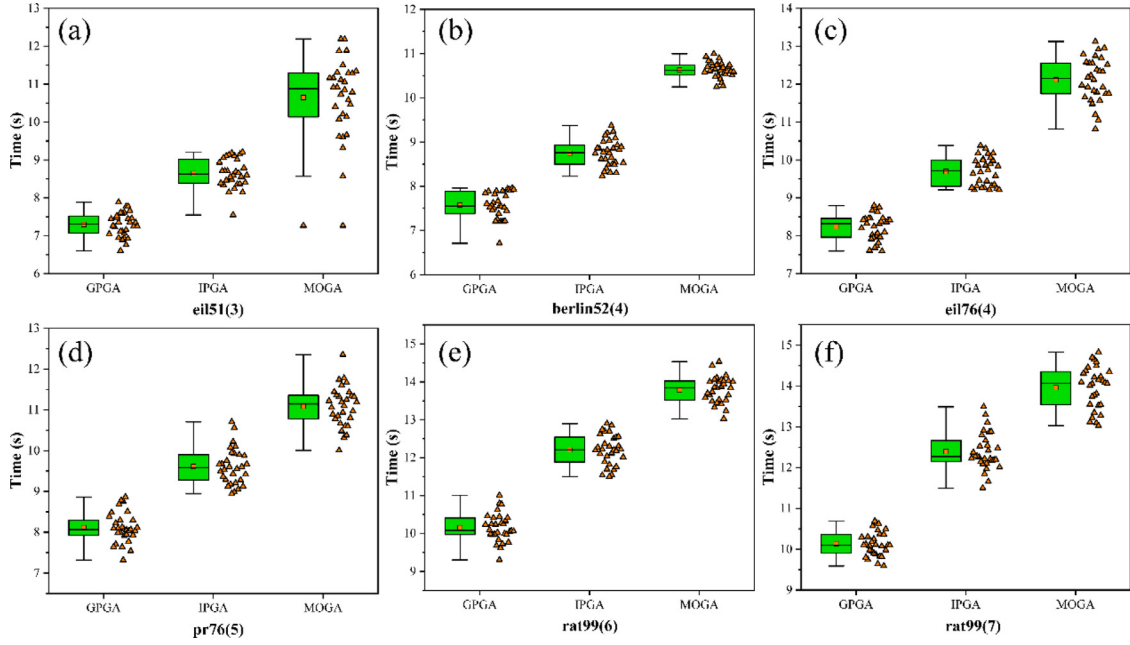 (a)
Time (s)
13
12
11
10
9
8
7
6
GPGA IPGA MOGA
eil51(3)
(b)
Time (s)
12
11
10
9
8
7
6
GPGA IPGA MOGA
berlin52(4)
(c)
Time (s)
14
13
12
11
10
9
8
7
GPGA IPGA MOGA
eil76(4)
(d)
Time (s)
13
12
11
10
9
8
7
GPGA IPGA MOGA
pr76(5)
(e)
Time (s)
15
14
13
12
11
10
9
GPGA IPGA MOGA
rat99(6)
(f)
Time (s)
15
14
13
12
11
10
9
GPGA IPGA MOGA
rat99(7)